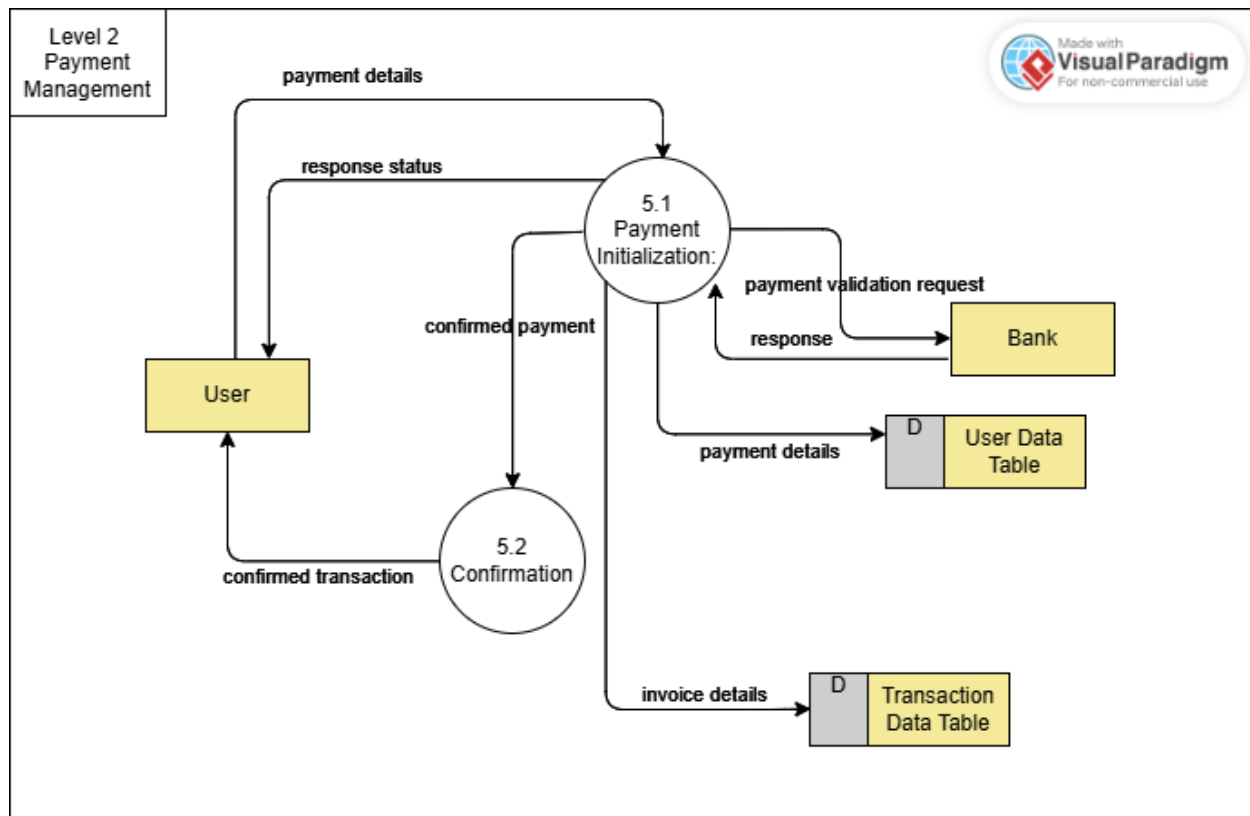 Level 2
Payment
Management
Made with
Visual Paradigm
For non-commercial use
payment details
response status
5.1
Payment
Initialization:
payment validation request
confirmed payment
response
Bank
User
D
User Data
Table
payment details
5.2
Confirmation
confirmed transaction
D
Transaction
Data Table
invoice details